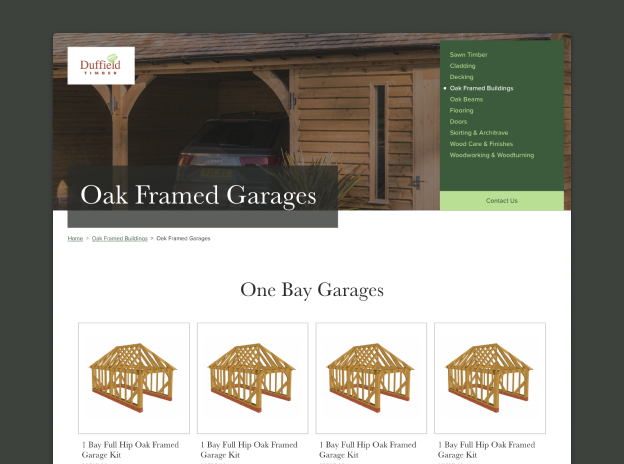 Duffield
TIMBER
Sawn Timber
Cladding
Decking
Oak Framed Buildings
Oak Beams
Flooring
Doors
Skirting & Architrave
Wood Care & Finishes
Woodworking & Woodturning
Contact Us
Oak Framed Garages
Home > Oak Framed Buildings > Oak Framed Garages
One Bay Garages
1 Bay Full Hip Oak Framed
Garage Kit
1 Bay Full Hip Oak Framed
Garage Kit
1 Bay Full Hip Oak Framed
Garage Kit
1 Bay Full Hip Oak Framed
Garage Kit